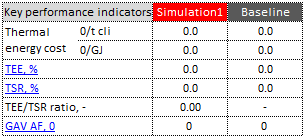 Key performance indicators Simulation1 Baseline
Thermal energy cost 0/t cli 0.0 0.0
0/GJ 0.0 0.0
TEE, % 0.0 0.0
TSR, % 0.0 0.0
TEE/TSR ratio, - 0.00 -
GAV AF, 0 0 0